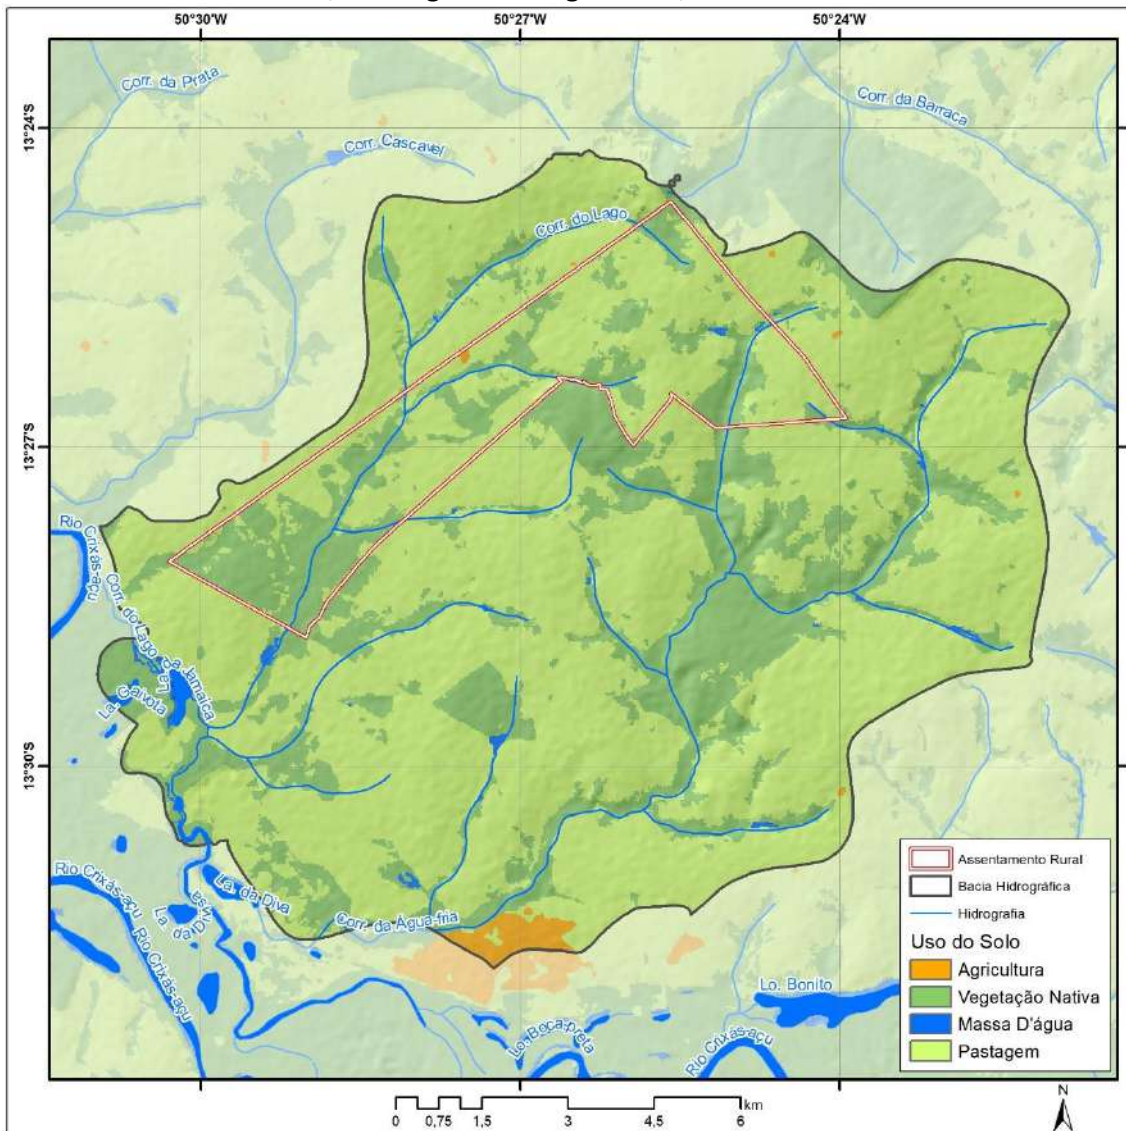 50°30'W
50°27'W
50°24'W
13°24'S
13°27'S
13°30'S
Corr. da Prata
Corr. Cascavel
Corr. da Barraca
Corr. do Lago
Rio Crixás-açu
Corr. do Lago da Jamaica
La. Gaivota
Rio Crixás-açu
La. da Diva
Corr. da Água-fria
Rio Crixás-açu
Lo. Bonito
Lo. Boca-preta
Rio Crixás-açu
Assentamento Rural
Bacia Hidrográfica
Hidrografia
Uso do Solo
Agricultura
Vegetação Nativa
Massa D'água
Pastagem
N
km
0 0,75 1,5 3 4,5 6